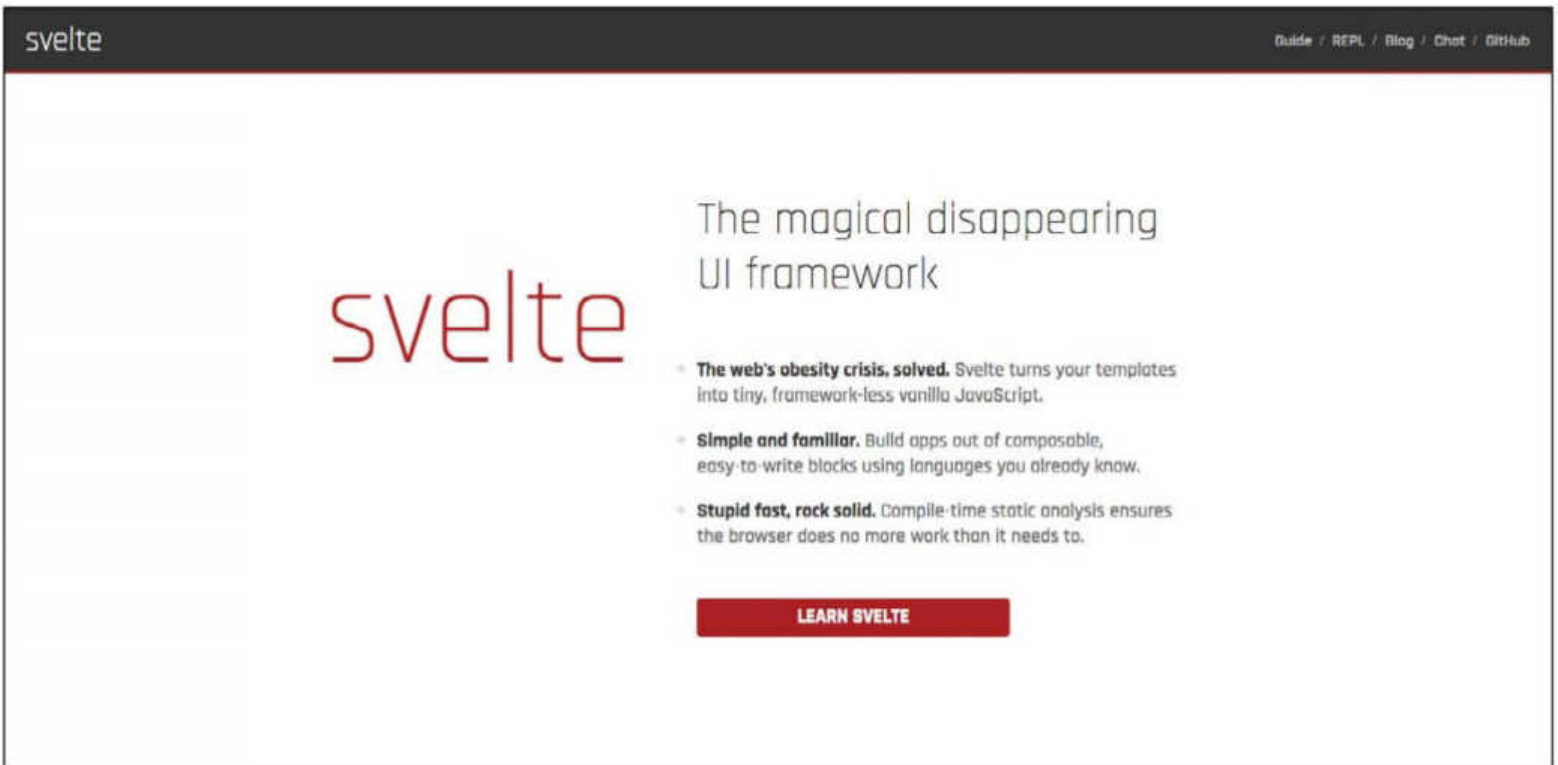 svelte
Guide / REPL / Blog / Chat / GitHub
The magical disappearing
UI framework
svelte
The web's obesity crisis, solved. Svelte turns your templates
into tiny, framework-less vanilla JavaScript.
Simple and familiar. Build apps out of composable,
easy-to-write blocks using languages you already know.
Stupid fast, rock solid. Compile-time static analysis ensures
the browser does no more work than it needs to.
LEARN SVELTE